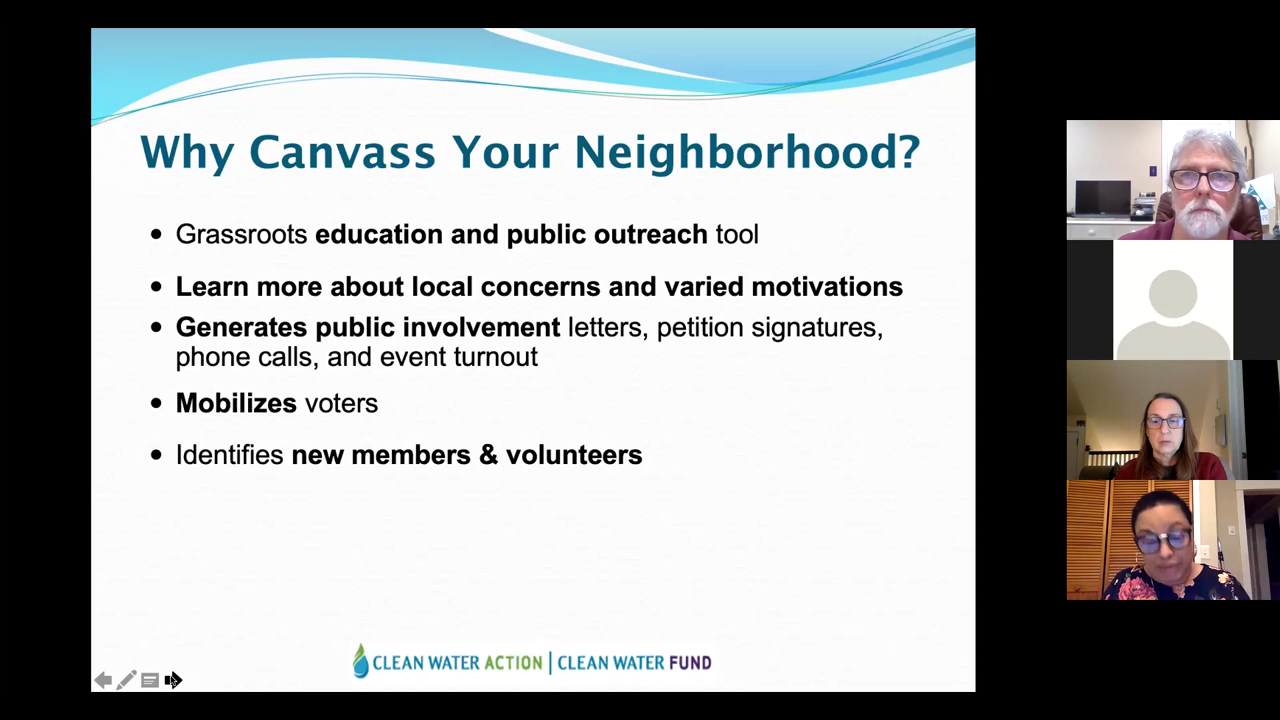 Why Canvass Your Neighborhood?
• Grassroots education and public outreach tool
• Learn more about local concerns and varied motivations
• Generates public involvement letters, petition signatures,
phone calls, and event turnout
• Mobilizes voters
• Identifies new members & volunteers
CLEAN WATER ACTION | CLEAN WATER FUND